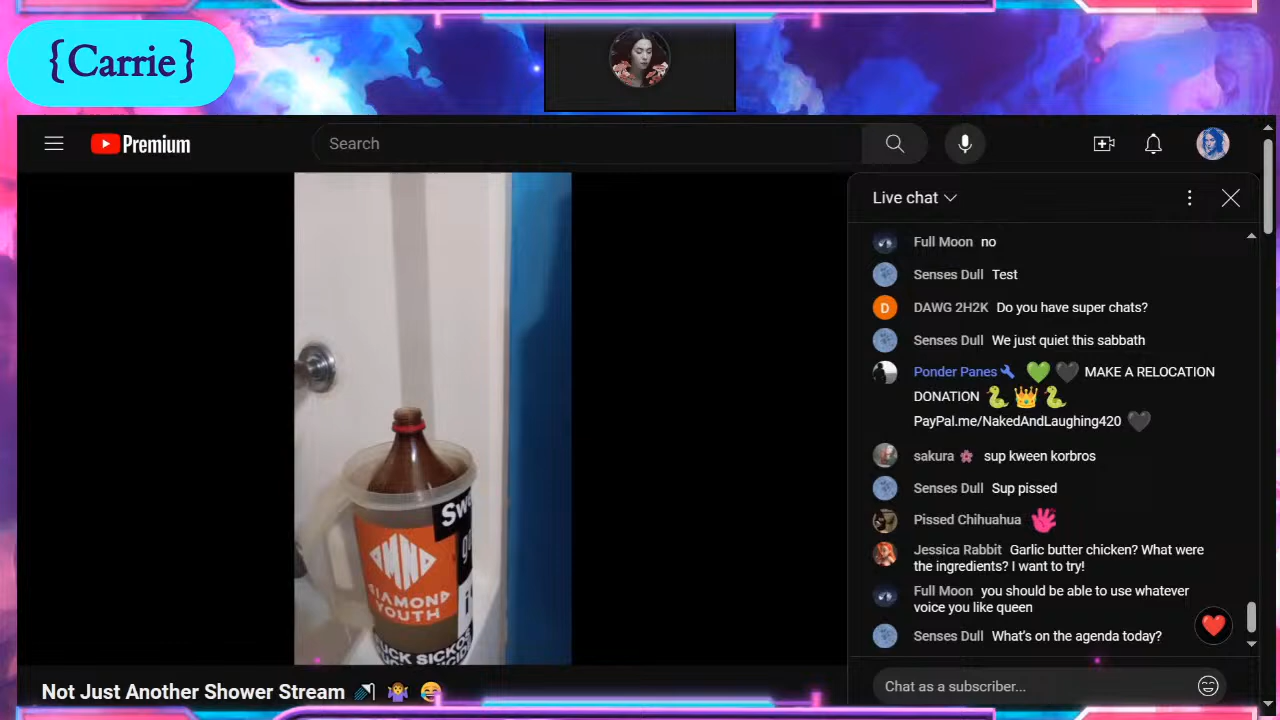 {Carrie}
Premium
Search
Live chat
Full Moon no
Senses Dull Test
D DAWG 2H2K Do you have super chats?
Senses Dull We just quiet this sabbath
Ponder Panes 💚 🖤 MAKE A RELOCATION
DONATION 🐍 👑 🐍
PayPal.me/NakedAndLaughing420 🖤
sakura 🌸 sup kween korbros
Senses Dull Sup pissed
Pissed Chihuahua
Jessica Rabbit Garlic butter chicken? What were
the ingredients? I want to try!
Full Moon you should be able to use whatever
voice you like queen
Senses Dull What's on the agenda today?
Chat as a subscriber...
DIAMOND
YOUTH
Not Just Another Shower Stream 🚿 🤷‍♀️ 😂